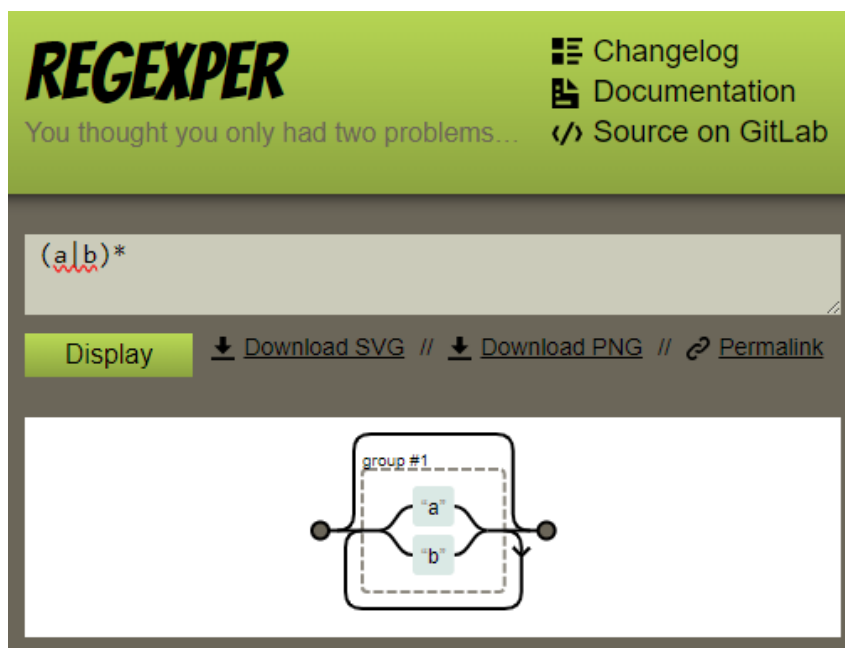 REGEXPER
You thought you only had two problems...
Changelog
Documentation
</> Source on GitLab
(a|b)*
Display
Download SVG // Download PNG // Permalink
group #1
“a”
“b”